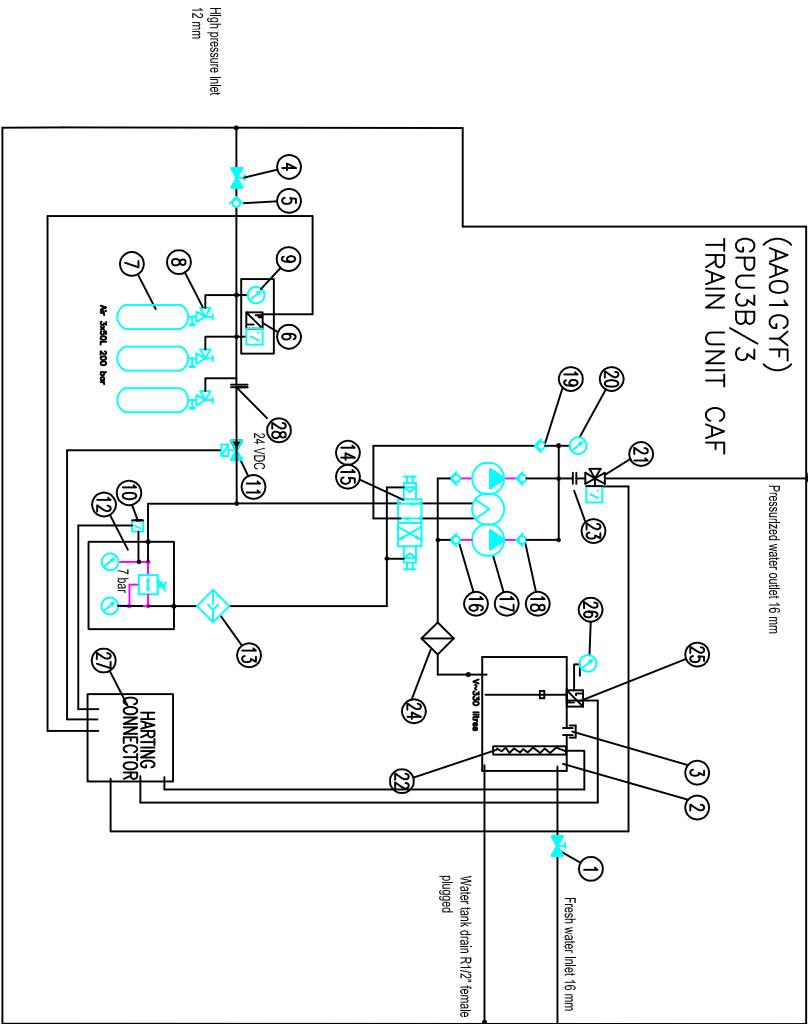 (AA01GYF)
GPU3B/3
TRAIN UNIT CAF
High pressure inlet
12 mm
Pressurized water outlet 16 mm
Fresh water inlet 16 mm
Water tank drain R1/2" female
plugged
4
5
9
6
7
8
Air 3x50L 200 bar
28
24 VDC
11
10
12
7 bar
13
27
HARTING
CONNECTOR
14
15
19
20
21
23
16
17
18
24
26
25
V~330 litres
22
3
2
1